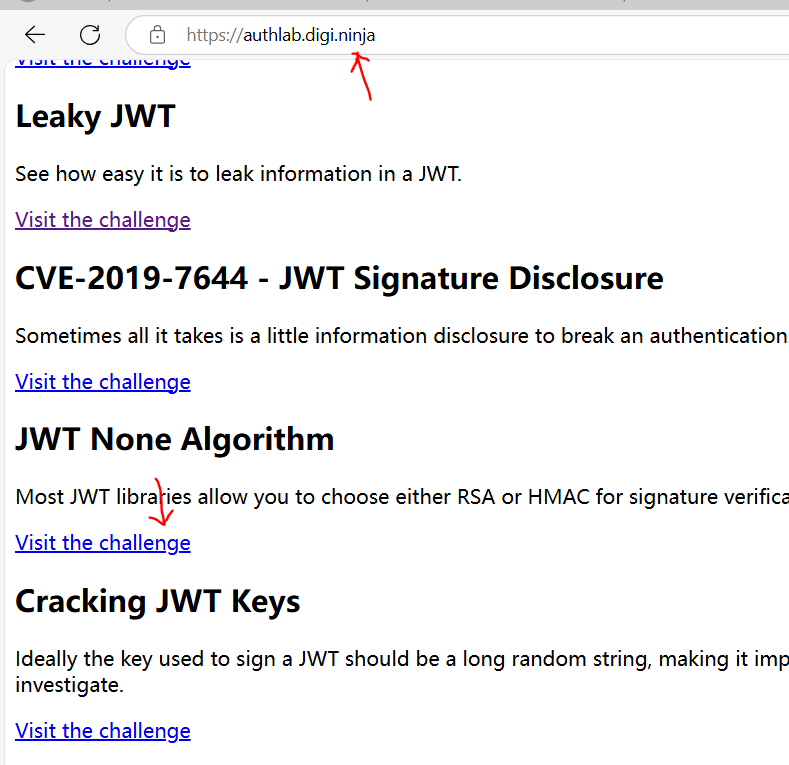 https://authlab.digi.ninja
Visit the challenge
Leaky JWT
See how easy it is to leak information in a JWT.
Visit the challenge
CVE-2019-7644 - JWT Signature Disclosure
Sometimes all it takes is a little information disclosure to break an authentication
Visit the challenge
JWT None Algorithm
Most JWT libraries allow you to choose either RSA or HMAC for signature verifica
Visit the challenge
Cracking JWT Keys
Ideally the key used to sign a JWT should be a long random string, making it imp
investigate.
Visit the challenge